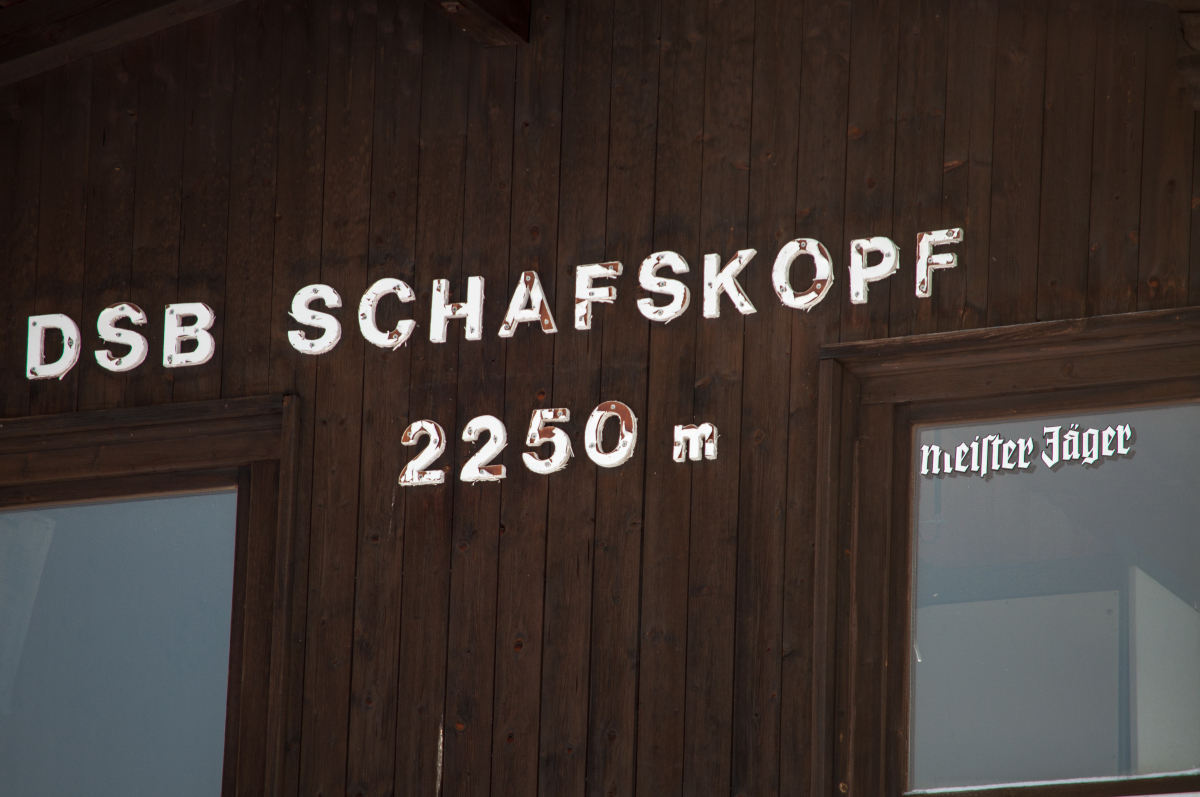 DSB SCHAFSKOPF
2250 m
Meiſter Jäger